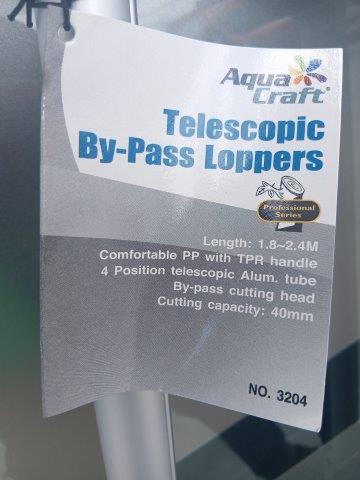 Aqua
Craft®
Telescopic
By-Pass Loppers
Professional
Series
Length: 1.8~2.4M
Comfortable PP with TPR handle
4 Position telescopic Alum. tube
By-pass cutting head
Cutting capacity: 40mm
NO. 3204